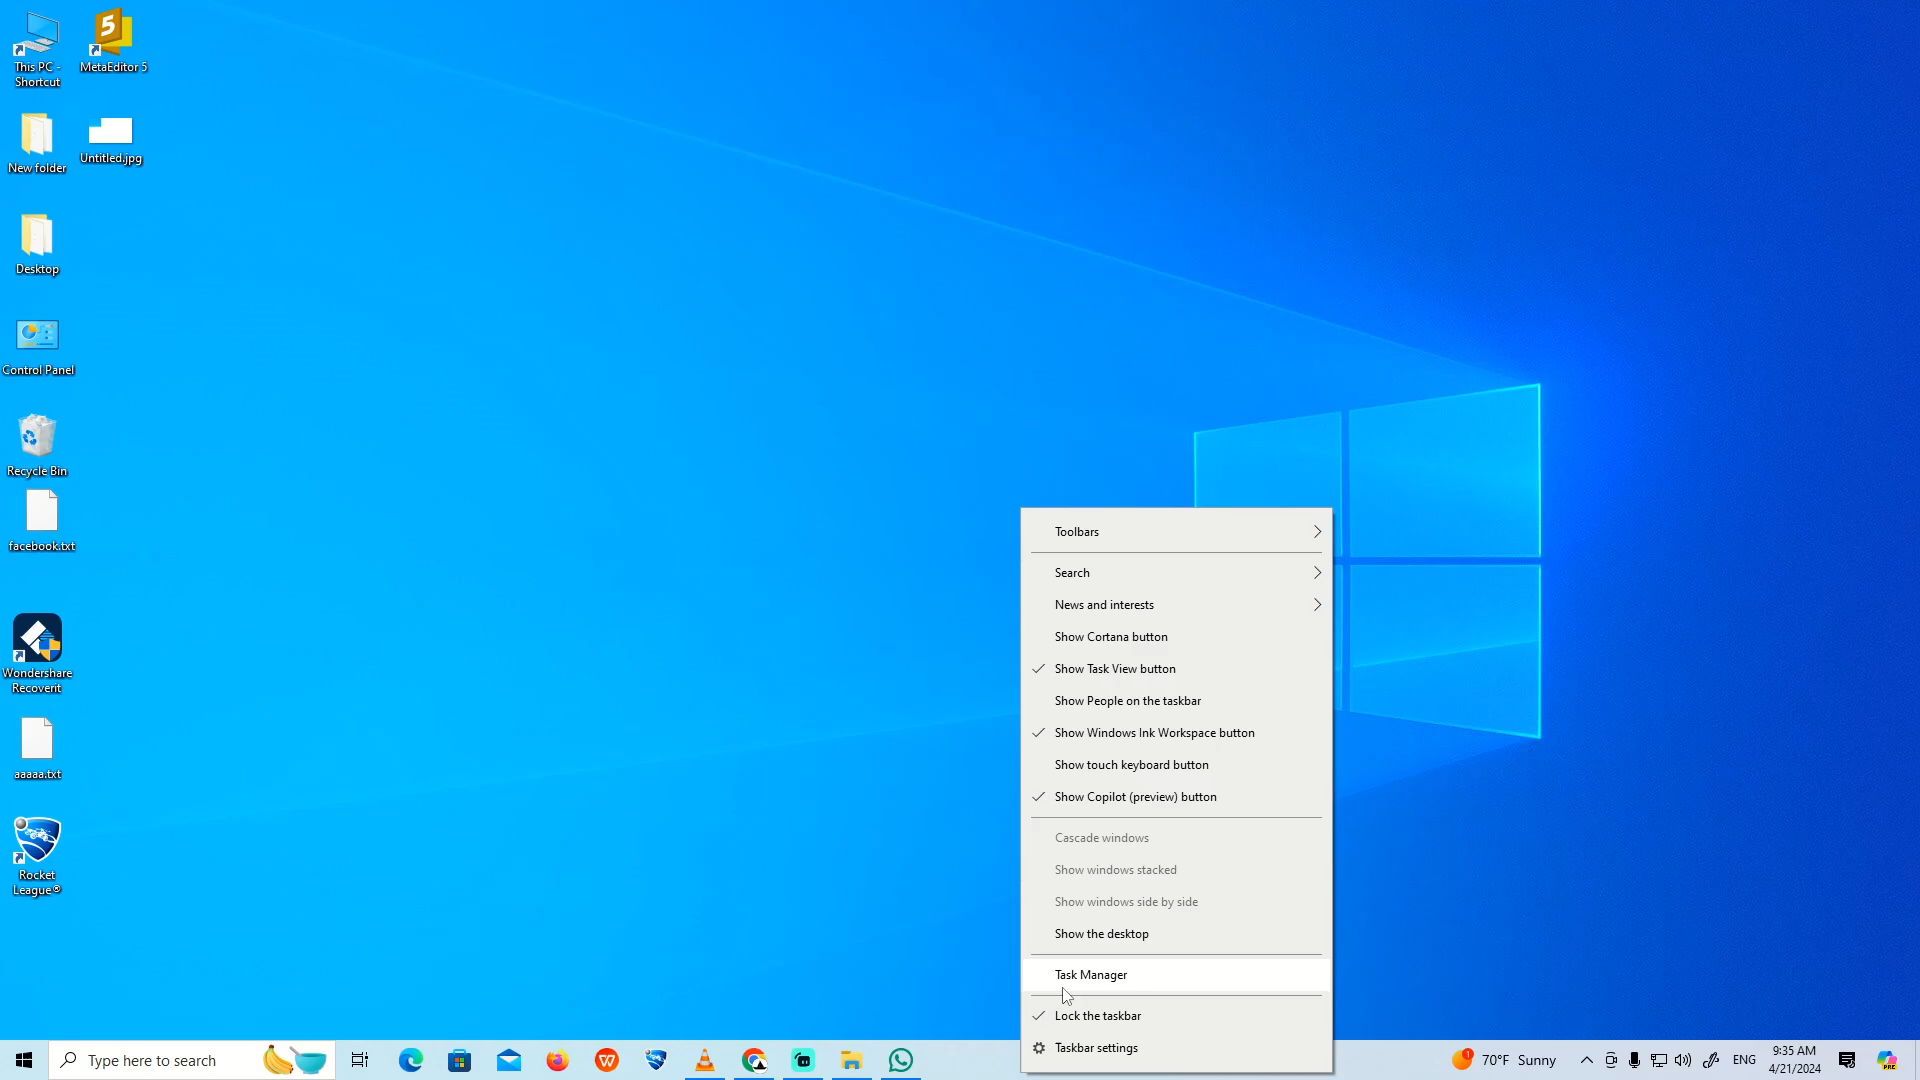 This PC -
Shortcut
MetaEditor 5
New folder
Untitled.jpg
Desktop
Control Panel
Recycle Bin
facebook.txt
Wondershare
Recoverit
aaaaa.txt
Rocket
League®
Toolbars
Search
News and interests
Show Cortana button
Show Task View button
Show People on the taskbar
Show Windows Ink Workspace button
Show touch keyboard button
Show Copilot (preview) button
Cascade windows
Show windows stacked
Show windows side by side
Show the desktop
Task Manager
Lock the taskbar
Taskbar settings
Type here to search
1
70°F Sunny
ENG
9:35 AM
4/21/2024
PRE